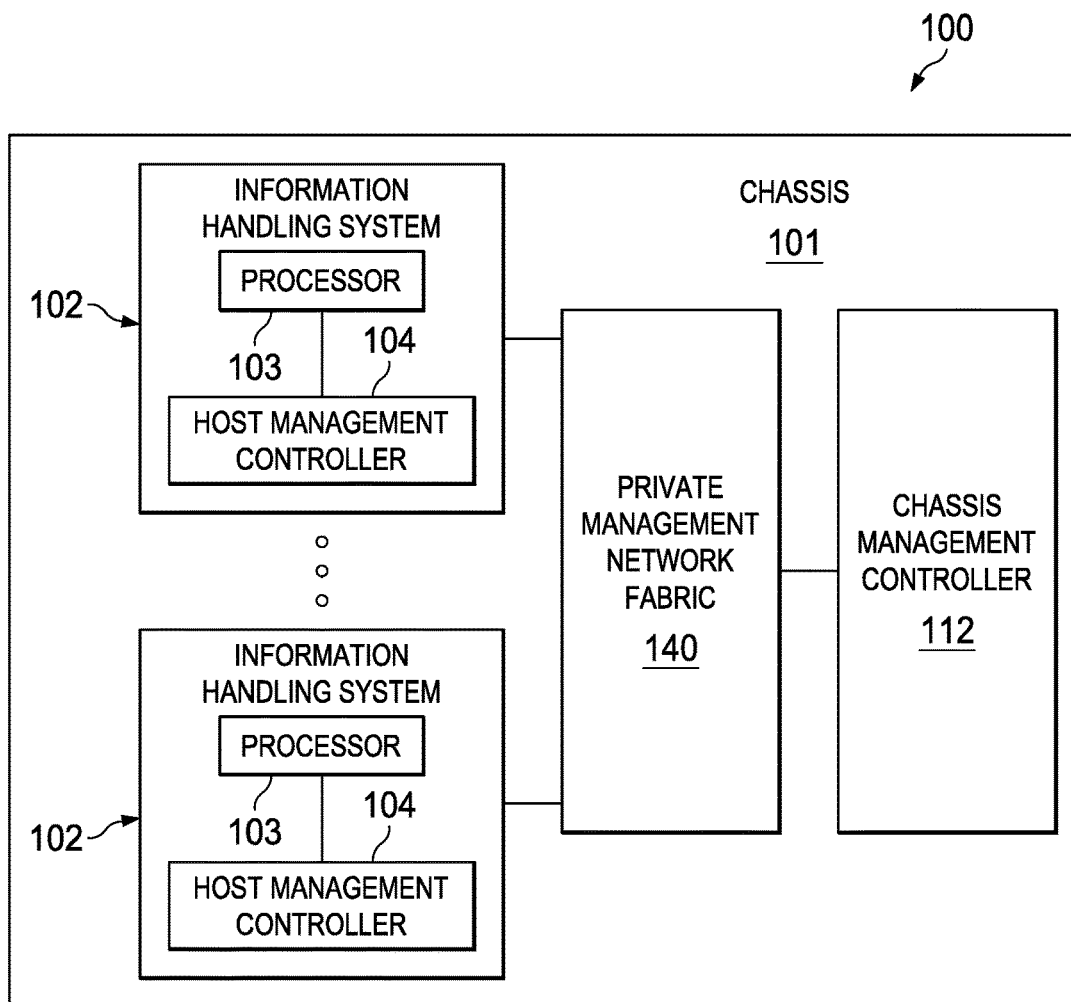 100
INFORMATION
HANDLING SYSTEM
PROCESSOR
102
103
104
HOST MANAGEMENT
CONTROLLER
CHASSIS
101
PRIVATE
MANAGEMENT
NETWORK
FABRIC
140
CHASSIS
MANAGEMENT
CONTROLLER
112
INFORMATION
HANDLING SYSTEM
PROCESSOR
102
103
104
HOST MANAGEMENT
CONTROLLER